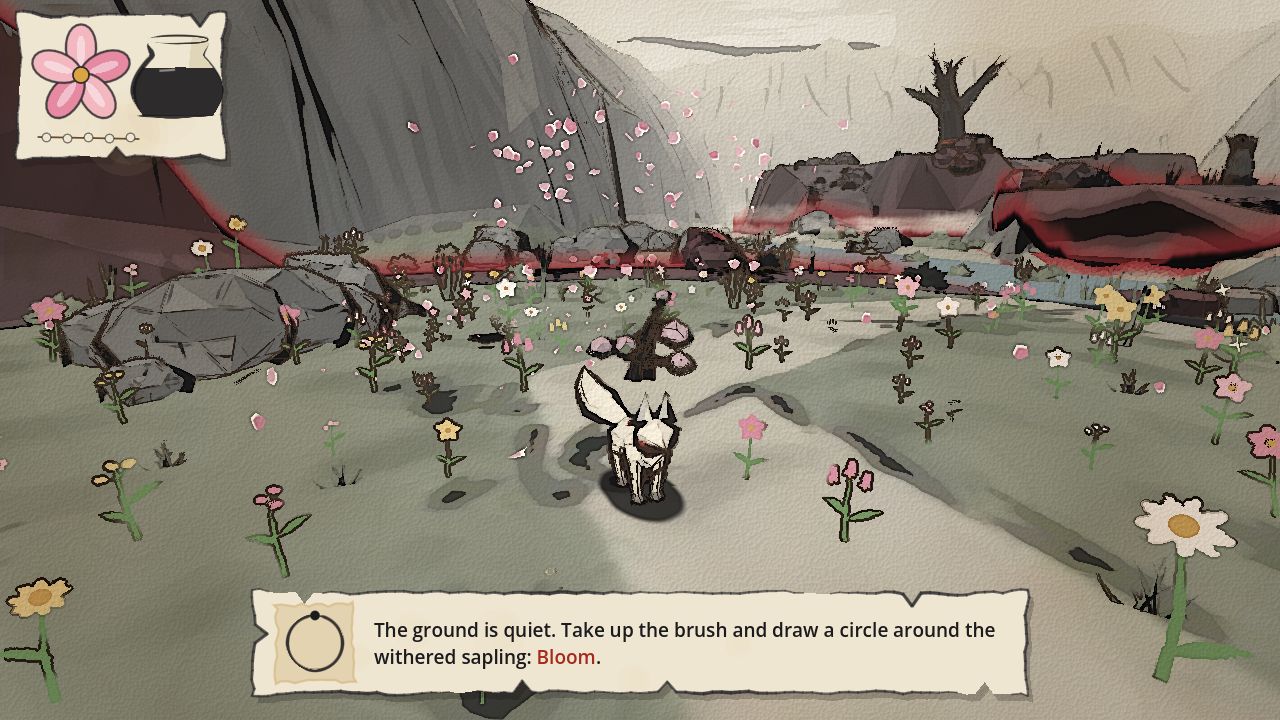 The ground is quiet. Take up the brush and draw a circle around the
withered sapling: Bloom.